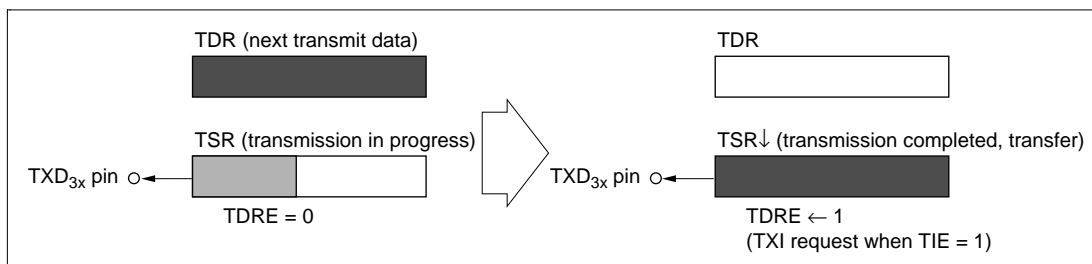 TDR (next transmit data)
TSR (transmission in progress)
TXD3x pin
TDRE = 0
TDR
TSR↓ (transmission completed, transfer)
TXD3x pin
TDRE ← 1
(TXI request when TIE = 1)